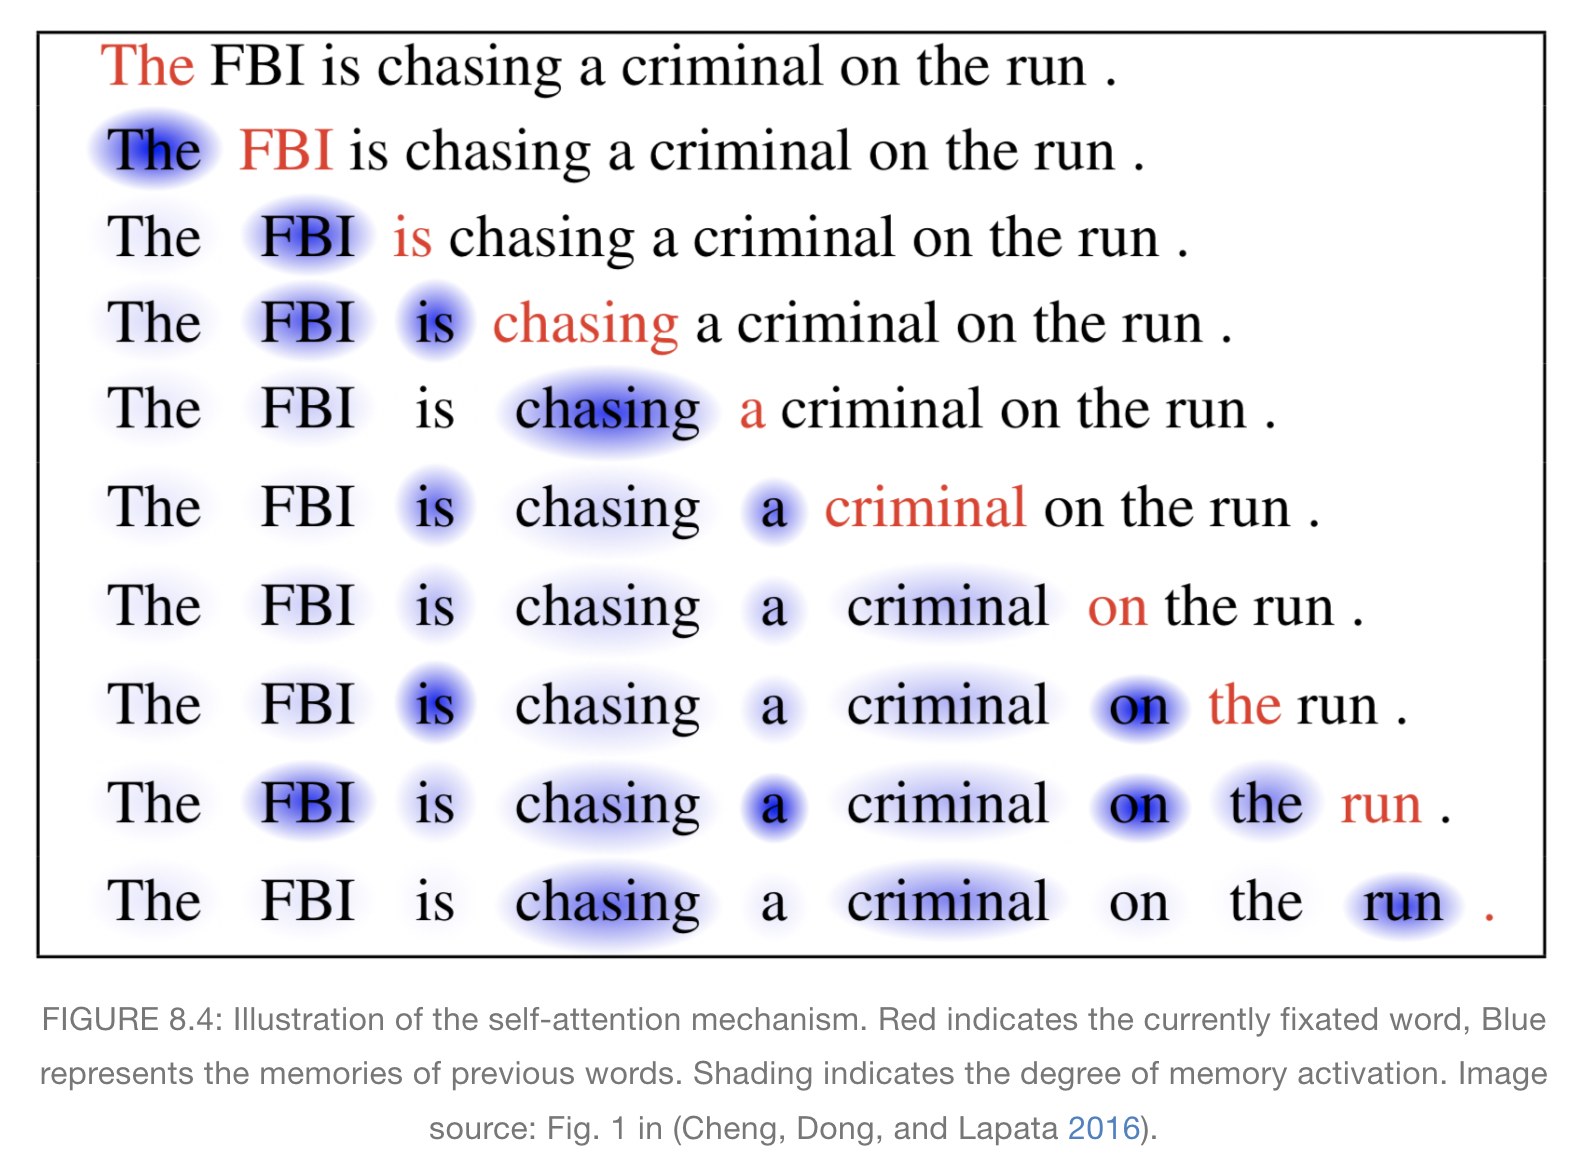 The FBI is chasing a criminal on the run .
The FBI is chasing a criminal on the run .
The FBI is chasing a criminal on the run .
The FBI is chasing a criminal on the run .
The FBI is chasing a criminal on the run .
The FBI is chasing a criminal on the run .
The FBI is chasing a criminal on the run .
The FBI is chasing a criminal on the run .
The FBI is chasing a criminal on the run .
The FBI is chasing a criminal on the run .
FIGURE 8.4: Illustration of the self-attention mechanism. Red indicates the currently fixated word, Blue
represents the memories of previous words. Shading indicates the degree of memory activation. Image
source: Fig. 1 in (Cheng, Dong, and Lapata 2016).